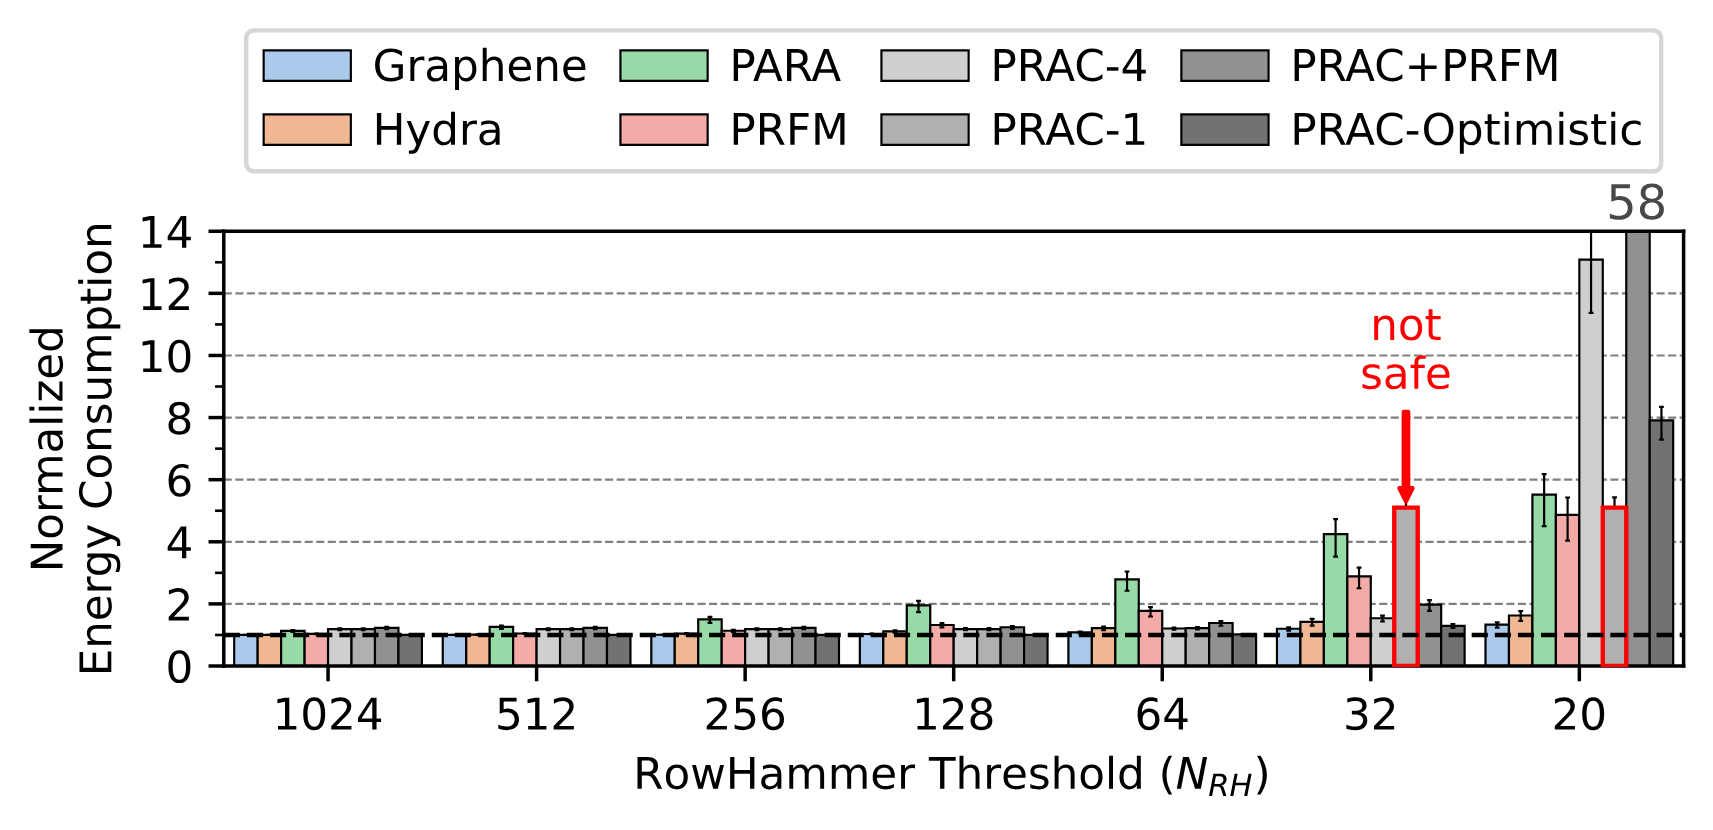 Graphene PARA PRAC-4 PRAC+PRFM
Hydra PRFM PRAC-1 PRAC-Optimistic
58
14
12
10
8
6
4
2
0
Normalized
Energy Consumption
not
safe
1024 512 256 128 64 32 20
RowHammer Threshold (N_RH)